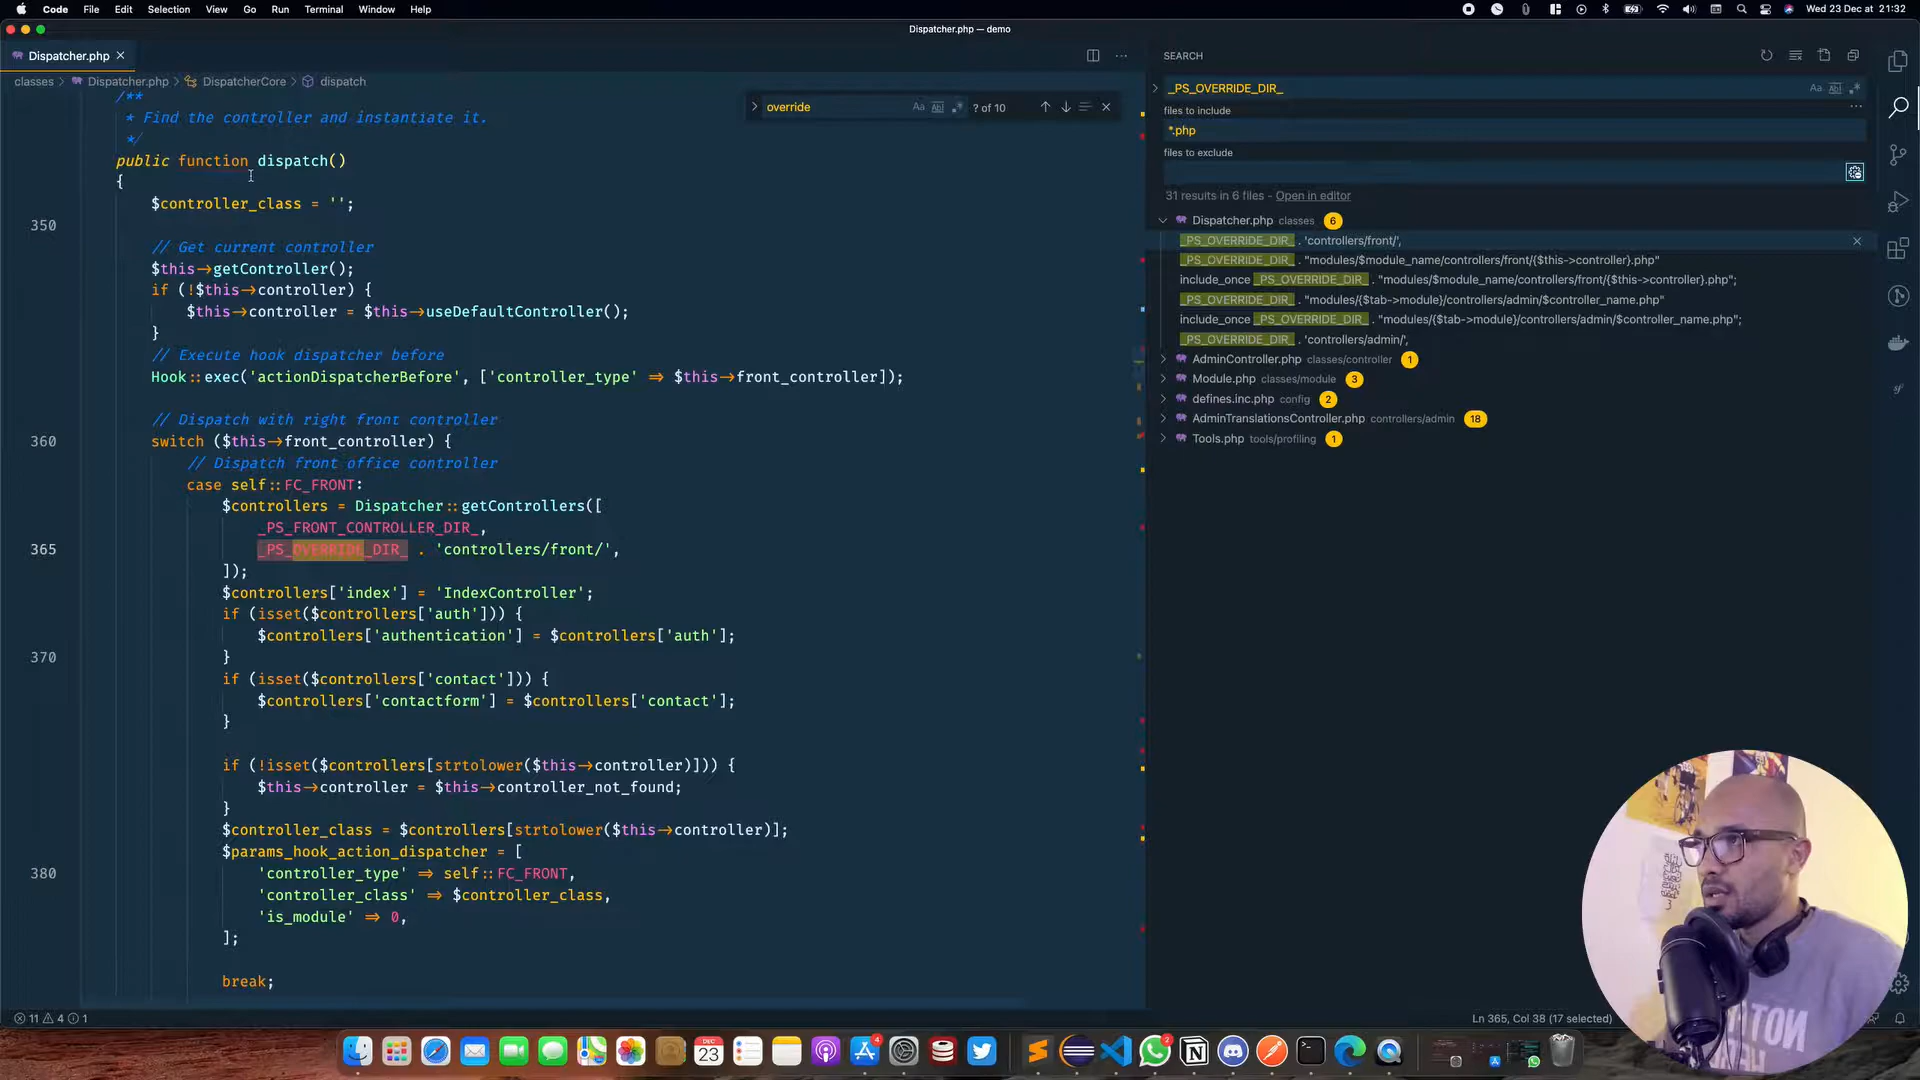 Code File Edit Selection View Go Run Terminal Window Help
Wed 23 Dec at 21:32
Dispatcher.php — demo
Dispatcher.php
classes > Dispatcher.php > DispatcherCore > dispatch
override
Aa Abl .* ? of 10
/**
* Find the controller and instantiate it.
*/
public function dispatch()
{
$controller_class = '';
350
// Get current controller
$this->getController();
if (!$this->controller) {
$this->controller = $this->useDefaultController();
}
// Execute hook dispatcher before
Hook::exec('actionDispatcherBefore', ['controller_type' => $this->front_controller]);
// Dispatch with right front controller
360 switch ($this->front_controller) {
// Dispatch front office controller
case self::FC_FRONT:
$controllers = Dispatcher::getControllers([
_PS_FRONT_CONTROLLER_DIR_,
365 _PS_OVERRIDE_DIR_ . 'controllers/front/',
]);
$controllers['index'] = 'IndexController';
if (isset($controllers['auth'])) {
$controllers['authentication'] = $controllers['auth'];
370 }
if (isset($controllers['contact'])) {
$controllers['contactform'] = $controllers['contact'];
}
if (!isset($controllers[strtolower($this->controller)])) {
$this->controller = $this->controller_not_found;
}
$controller_class = $controllers[strtolower($this->controller)];
$params_hook_action_dispatcher = [
380 'controller_type' => self::FC_FRONT,
'controller_class' => $controller_class,
'is_module' => 0,
];
break;
SEARCH
_PS_OVERRIDE_DIR_
Aa Abl .*
files to include
*.php
files to exclude
31 results in 6 files - Open in editor
Dispatcher.php classes 6
_PS_OVERRIDE_DIR_ . 'controllers/front/',
_PS_OVERRIDE_DIR_ . "modules/$module_name/controllers/front/{$this->controller}.php"
include_once _PS_OVERRIDE_DIR_ . "modules/$module_name/controllers/front/{$this->controller}.php";
_PS_OVERRIDE_DIR_ . "modules/{$tab->module}/controllers/admin/$controller_name.php"
include_once _PS_OVERRIDE_DIR_ . "modules/{$tab->module}/controllers/admin/$controller_name.php";
_PS_OVERRIDE_DIR_ . 'controllers/admin/',
AdminController.php classes/controller 1
Module.php classes/module 3
defines.inc.php config 2
AdminTranslationsController.php controllers/admin 18
Tools.php tools/profiling 1
11 4 1
Ln 365, Col 38 (17 selected)
DEC
23
4
2